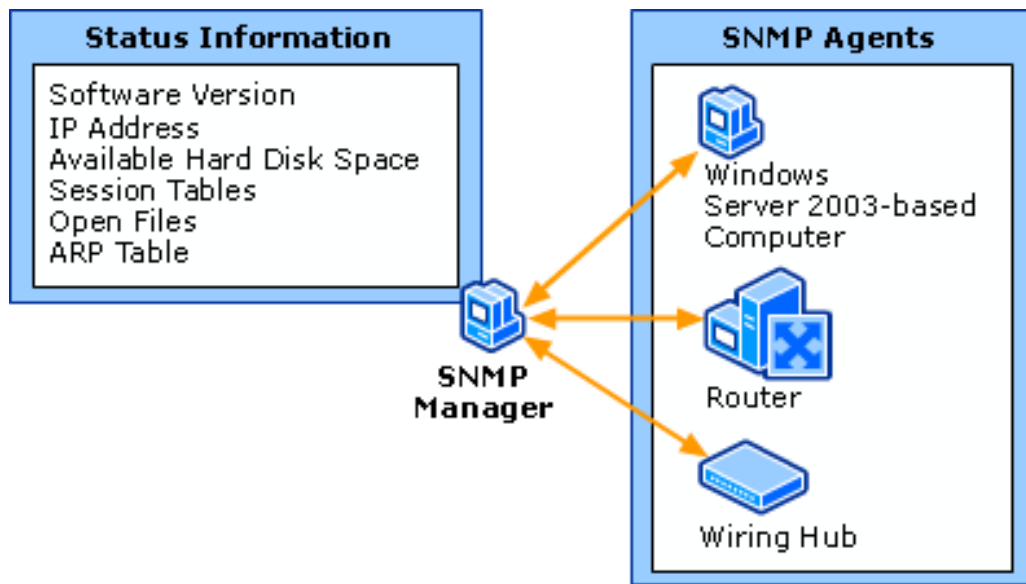 Status Information
Software Version
IP Address
Available Hard Disk Space
Session Tables
Open Files
ARP Table
SNMP
Manager
SNMP Agents
Windows
Server 2003-based
Computer
Router
Wiring Hub